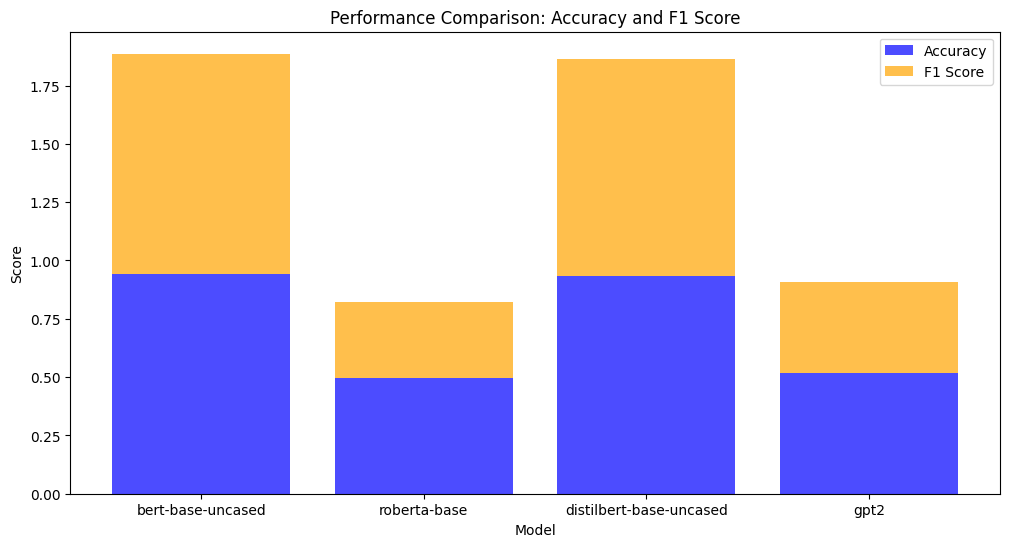 Performance Comparison: Accuracy and F1 Score
Accuracy
F1 Score
Score
1.75
1.50
1.25
1.00
0.75
0.50
0.25
0.00
bert-base-uncased
roberta-base
distilbert-base-uncased
gpt2
Model